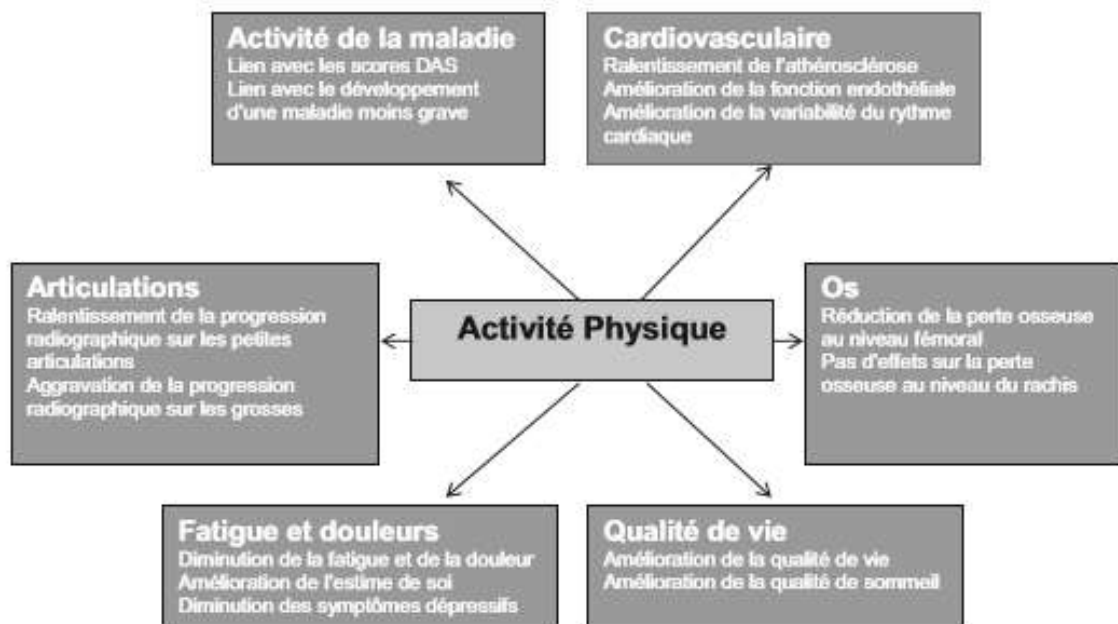 Activité de la maladie
Lien avec les scores DAS
Lien avec le développement
d'une maladie moins grave
Cardiovasculaire
Ralentissement de l'athérosclérose
Amélioration de la fonction endothéliale
Amélioration de la variabilité du rythme
cardiaque
Articulations
Ralentissement de la progression
radiographique sur les petites
articulations
Aggravation de la progression
radiographique sur les grosses
Activité Physique
Os
Réduction de la perte osseuse
au niveau fémoral
Pas d'effets sur la perte
osseuse au niveau du rachis
Fatigue et douleurs
Diminution de la fatigue et de la douleur
Amélioration de l'estime de soi
Diminution des symptômes dépressifs
Qualité de vie
Amélioration de la qualité de vie
Amélioration de la qualité de sommeil